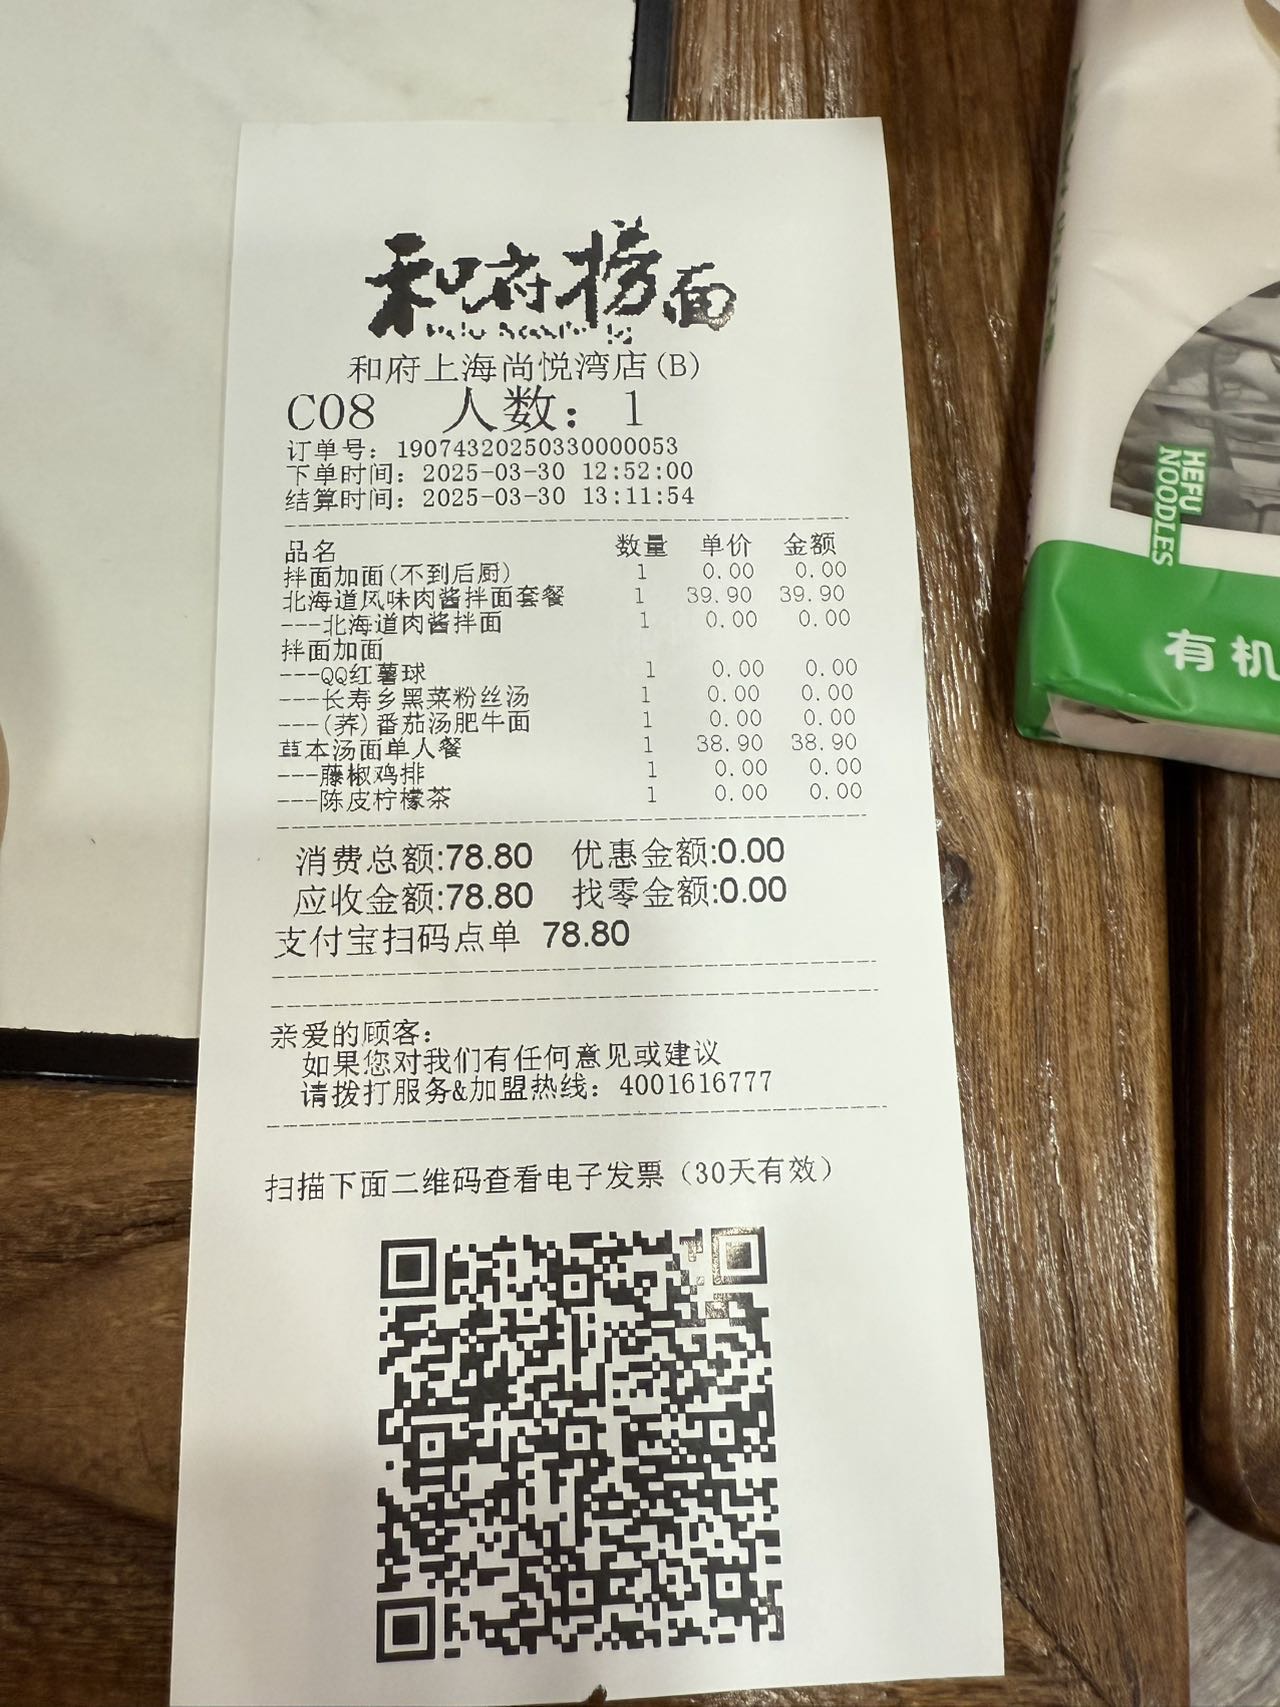 和府捞面
和府上海尚悦湾店(B)
C08 人数: 1
订单号: 19074320250330000053
下单时间: 2025-03-30 12:52:00
结算时间: 2025-03-30 13:11:54
品名 数量 单价 金额
拌面加面(不到后厨) 1 0.00 0.00
北海道风味肉酱拌面套餐 1 39.90 39.90
---北海道肉酱拌面 1 0.00 0.00
拌面加面
---QQ红薯球 1 0.00 0.00
---长寿乡黑菜粉丝汤 1 0.00 0.00
---(荞)番茄汤肥牛面 1 0.00 0.00
草本汤面单人餐 1 38.90 38.90
---藤椒鸡排 1 0.00 0.00
---陈皮柠檬茶 1 0.00 0.00
消费总额:78.80 优惠金额:0.00
应收金额:78.80 找零金额:0.00
支付宝扫码点单 78.80
亲爱的顾客:
如果您对我们有任何意见或建议
请拨打服务&加盟热线: 4001616777
扫描下面二维码查看电子发票（30天有效）
HEFU
NOODLES
有机